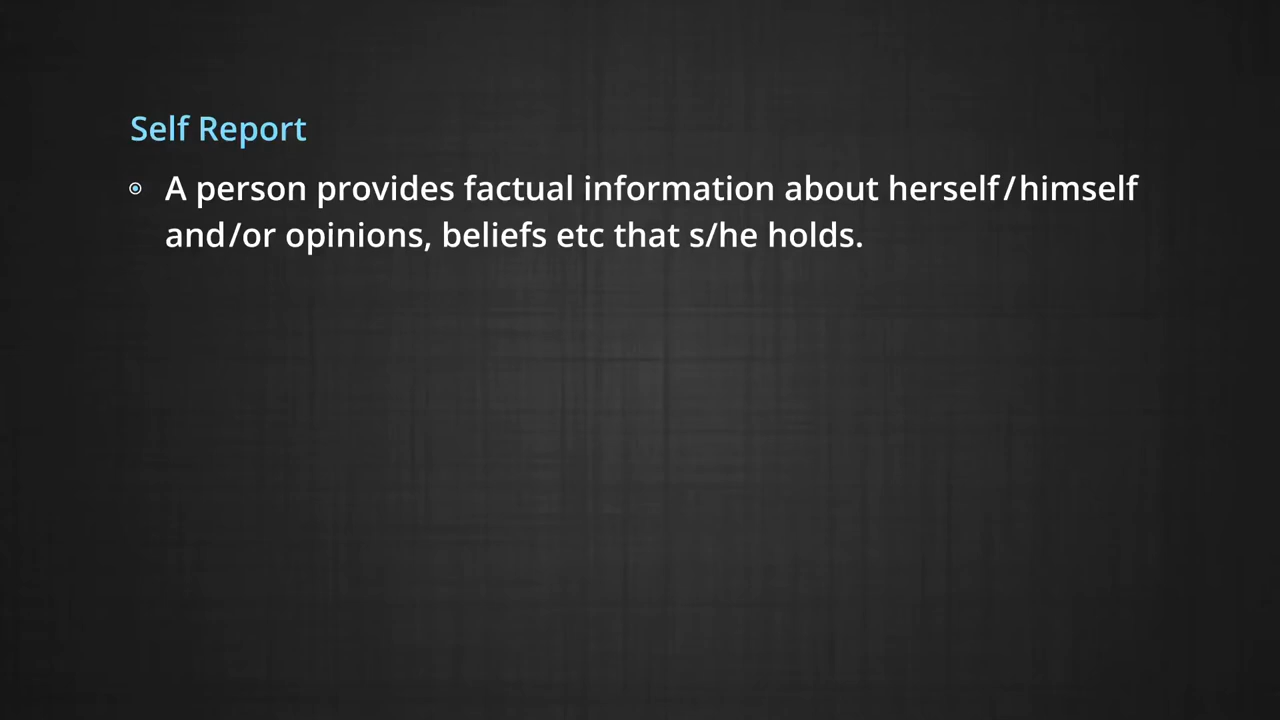 Self Report
A person provides factual information about herself/himself
and/or opinions, beliefs etc that s/he holds.